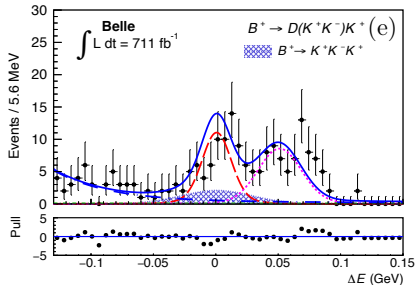 30
25
20
15
10
5
0
Events / 5.6 MeV
Belle
∫ L dt = 711 fb⁻¹
B⁺ → D(K⁺K⁻)K⁺ (e)
B⁺→ K⁺K⁻K⁺
5
0
−5
Pull
−0.1 −0.05 0 0.05 0.1 0.15
ΔE (GeV)